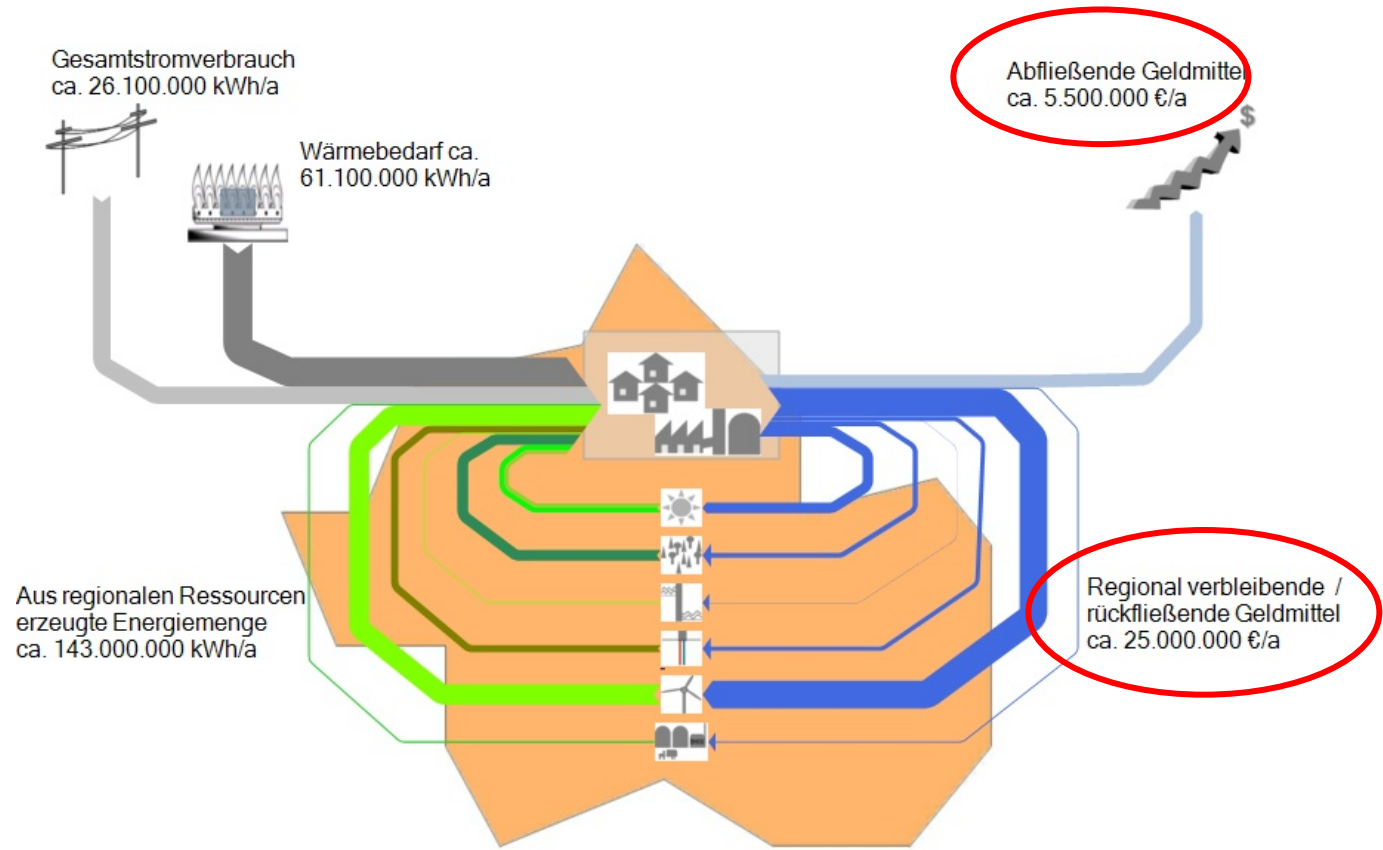 Gesamtstromverbrauch
ca. 26.100.000 kWh/a
Wärmebedarf ca.
61.100.000 kWh/a
Abfließende Geldmittel
ca. 5.500.000 €/a
$
Aus regionalen Ressourcen
erzeugte Energiemenge
ca. 143.000.000 kWh/a
Regional verbleibende /
rückfließende Geldmittel
ca. 25.000.000 €/a